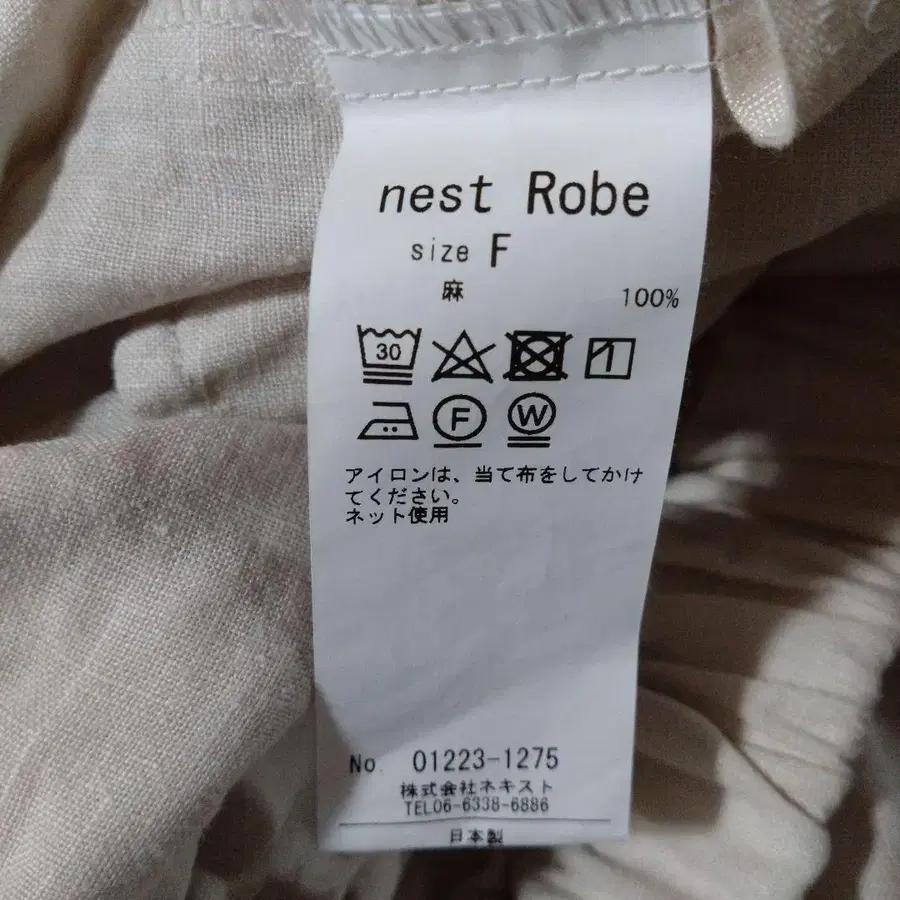 nest Robe
size F
麻 100%
30
F W
アイロンは、当て布をしてかけ
てください。
ネット使用
No. 01223-1275
株式会社ネキスト
TEL06-6338-6886
日本製